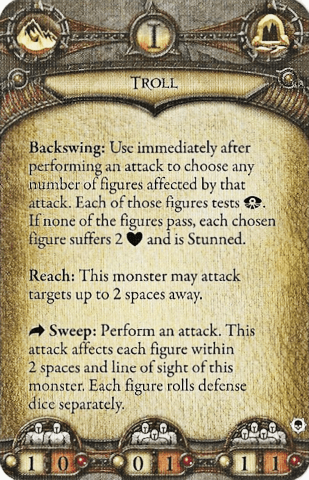 I
TROLL
Backswing: Use immediately after
performing an attack to choose any
number of figures affected by that
attack. Each of those figures tests .
If none of the figures pass, each chosen
figure suffers 2 and is Stunned.
Reach: This monster may attack
targets up to 2 spaces away.
Sweep: Perform an attack. This
attack affects each figure within
2 spaces and line of sight of this
monster. Each figure rolls defense
dice separately.
1 0 0 1 1 1